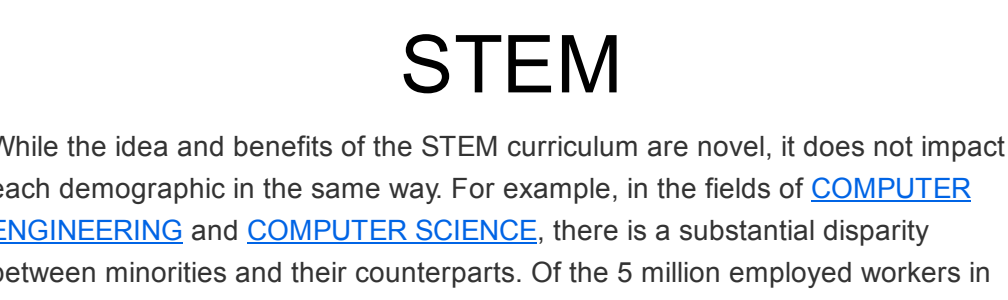 STEM
While the idea and benefits of the STEM curriculum are novel, it does not impact
each demographic in the same way. For example, in the fields of COMPUTER
ENGINEERING and COMPUTER SCIENCE, there is a substantial disparity
between minorities and their counterparts. Of the 5 million employed workers in